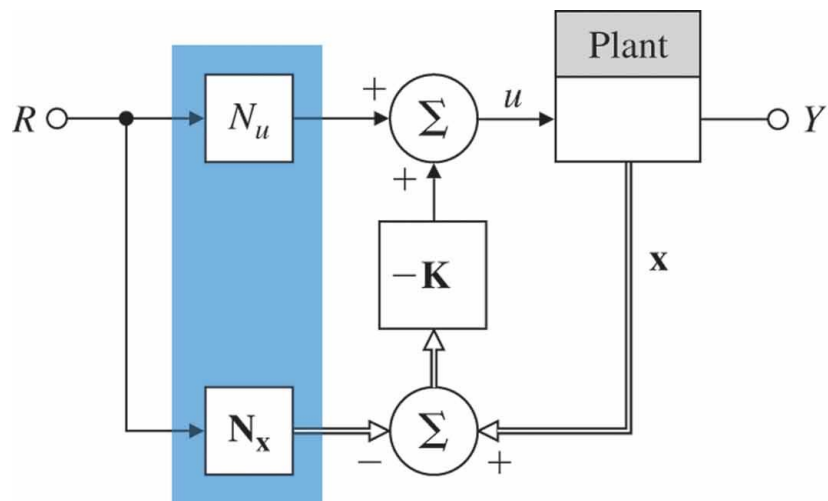 Plant
R
N_u
+
Σ
u
Y
+
−K
x
N_x
−
Σ
+